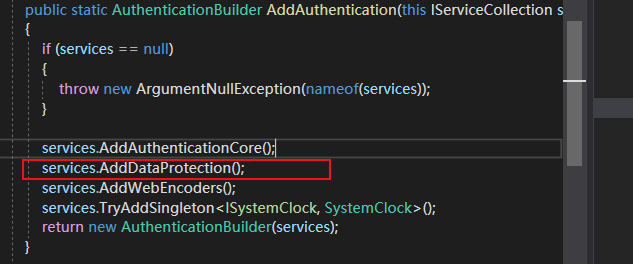 public static AuthenticationBuilder AddAuthentication(this IServiceCollection s
{
if (services == null)
{
throw new ArgumentNullException(nameof(services));
}
services.AddAuthenticationCore();
services.AddDataProtection();
services.AddWebEncoders();
services.TryAddSingleton<ISystemClock, SystemClock>();
return new AuthenticationBuilder(services);
}